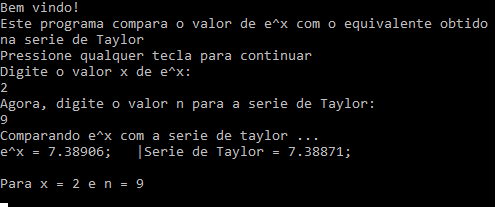 Bem vindo!
Este programa compara o valor de e^x com o equivalente obtido
na serie de Taylor
Pressione qualquer tecla para continuar
Digite o valor x de e^x:
2
Agora, digite o valor n para a serie de Taylor:
9
Comparando e^x com a serie de taylor ...
e^x = 7.38906;   |Serie de Taylor = 7.38871;
Para x = 2 e n = 9